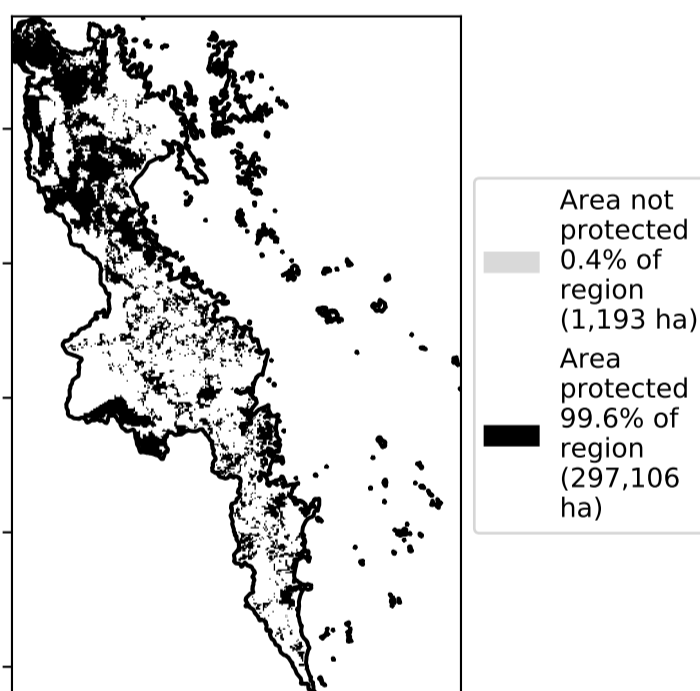 Area not
protected
0.4% of
region
(1,193 ha)
Area
protected
99.6% of
region
(297,106
ha)